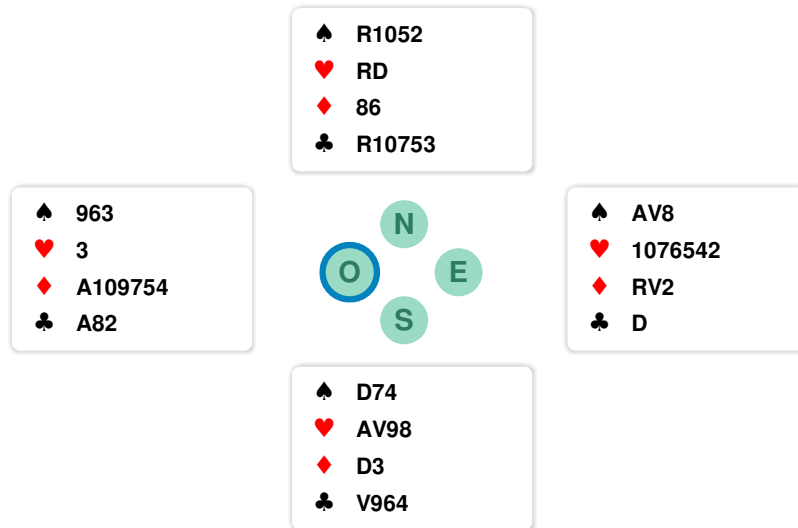 ♠ R1052
♥ RD
♦ 86
♣ R10753
♠ 963
♥ 3
♦ A109754
♣ A82
N
O E
S
♠ AV8
♥ 1076542
♦ RV2
♣ D
♠ D74
♥ AV98
♦ D3
♣ V964